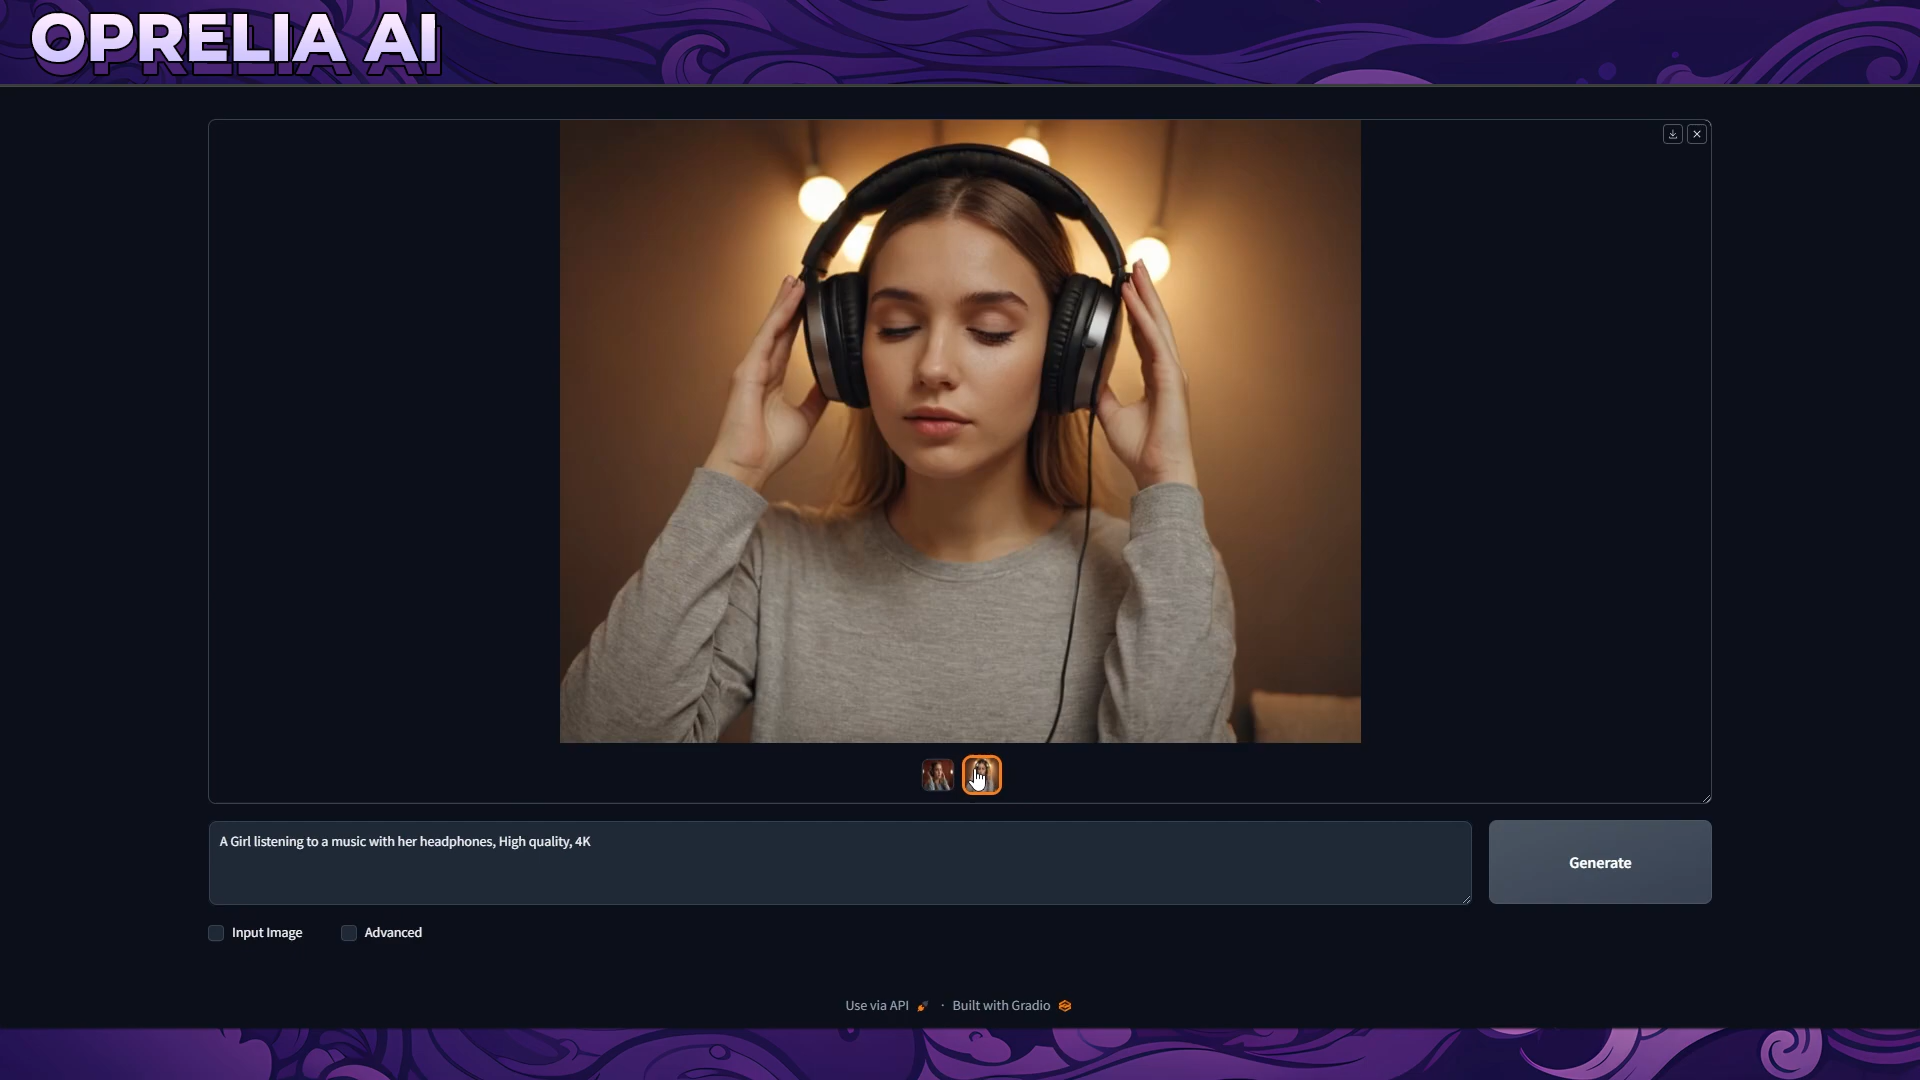 OPRELIA AI
A Girl listening to a music with her headphones, High quality, 4K
Generate
Input Image
Advanced
Use via API · Built with Gradio